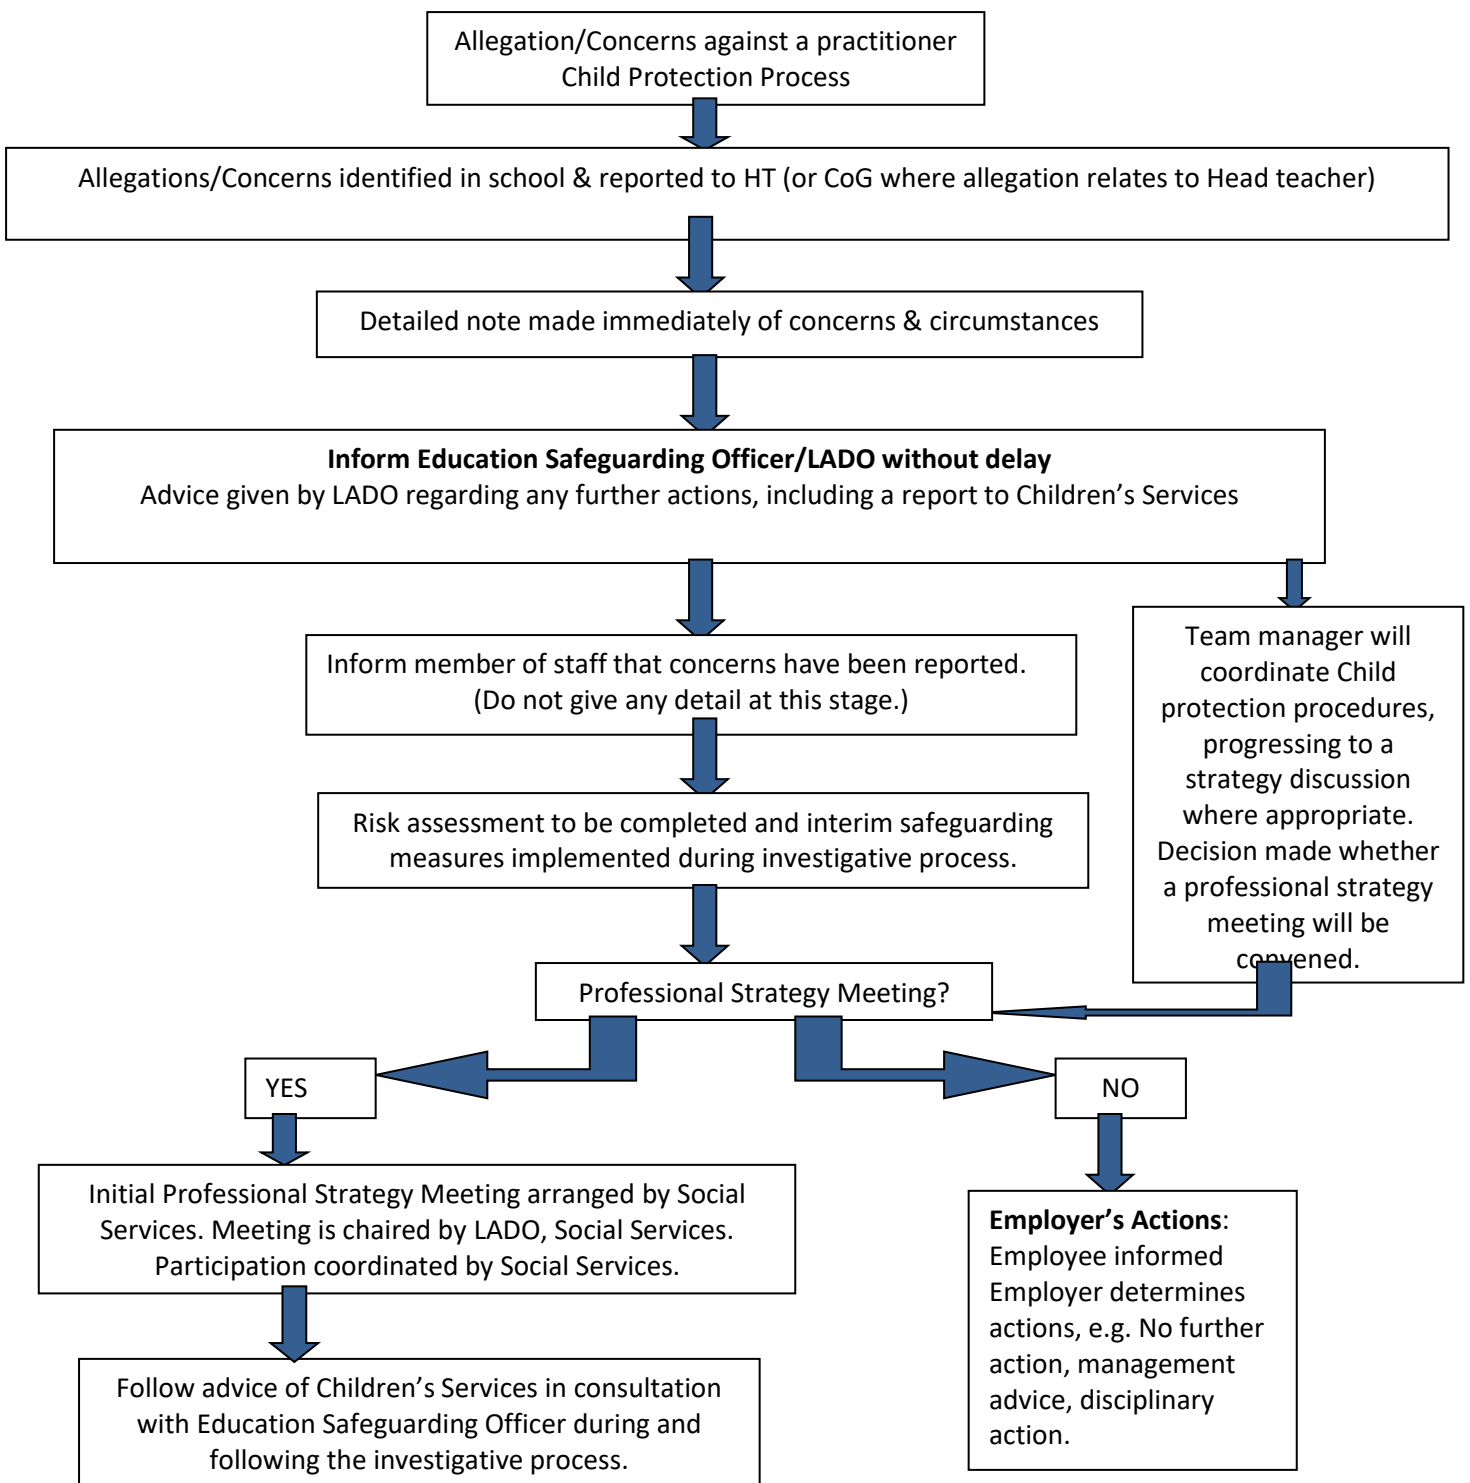 Allegation/Concerns against a practitioner
Child Protection Process
Allegations/Concerns identified in school & reported to HT (or CoG where allegation relates to Head teacher)
Detailed note made immediately of concerns & circumstances
Inform Education Safeguarding Officer/LADO without delay
Advice given by LADO regarding any further actions, including a report to Children’s Services
Inform member of staff that concerns have been reported.
(Do not give any detail at this stage.)
Risk assessment to be completed and interim safeguarding
measures implemented during investigative process.
Team manager will
coordinate Child
protection procedures,
progressing to a
strategy discussion
where appropriate.
Decision made whether
a professional strategy
meeting will be
convened.
Professional Strategy Meeting?
YES
NO
Initial Professional Strategy Meeting arranged by Social
Services. Meeting is chaired by LADO, Social Services.
Participation coordinated by Social Services.
Follow advice of Children’s Services in consultation
with Education Safeguarding Officer during and
following the investigative process.
Employer’s Actions:
Employee informed
Employer determines
actions, e.g. No further
action, management
advice, disciplinary
action.